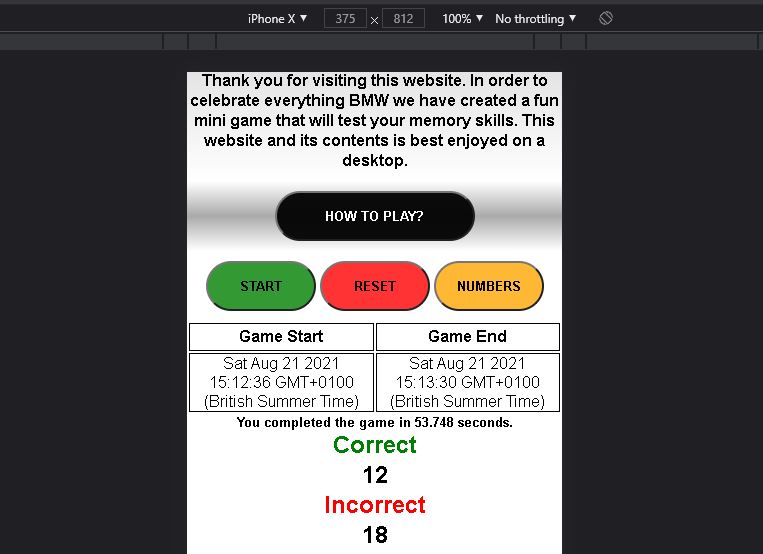 iPhone X ▼ 375 × 812 100% ▼ No throttling ▼
Thank you for visiting this website. In order to
celebrate everything BMW we have created a fun
mini game that will test your memory skills. This
website and its contents is best enjoyed on a
desktop.
HOW TO PLAY?
START RESET NUMBERS
Game Start Game End
Sat Aug 21 2021 Sat Aug 21 2021
15:12:36 GMT+0100 15:13:30 GMT+0100
(British Summer Time) (British Summer Time)
You completed the game in 53.748 seconds.
Correct
12
Incorrect
18